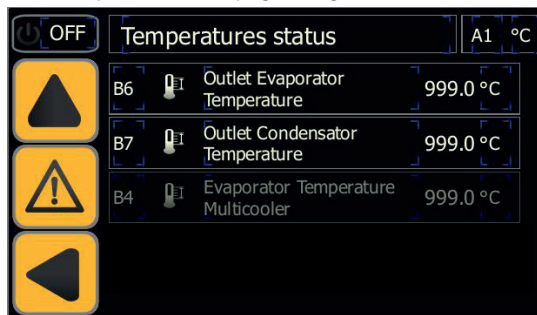 OFF
Temperatures status
A1 °C
B6
Outlet Evaporator
Temperature
999.0 °C
B7
Outlet Condensator
Temperature
999.0 °C
B4
Evaporator Temperature
Multicooler
999.0 °C